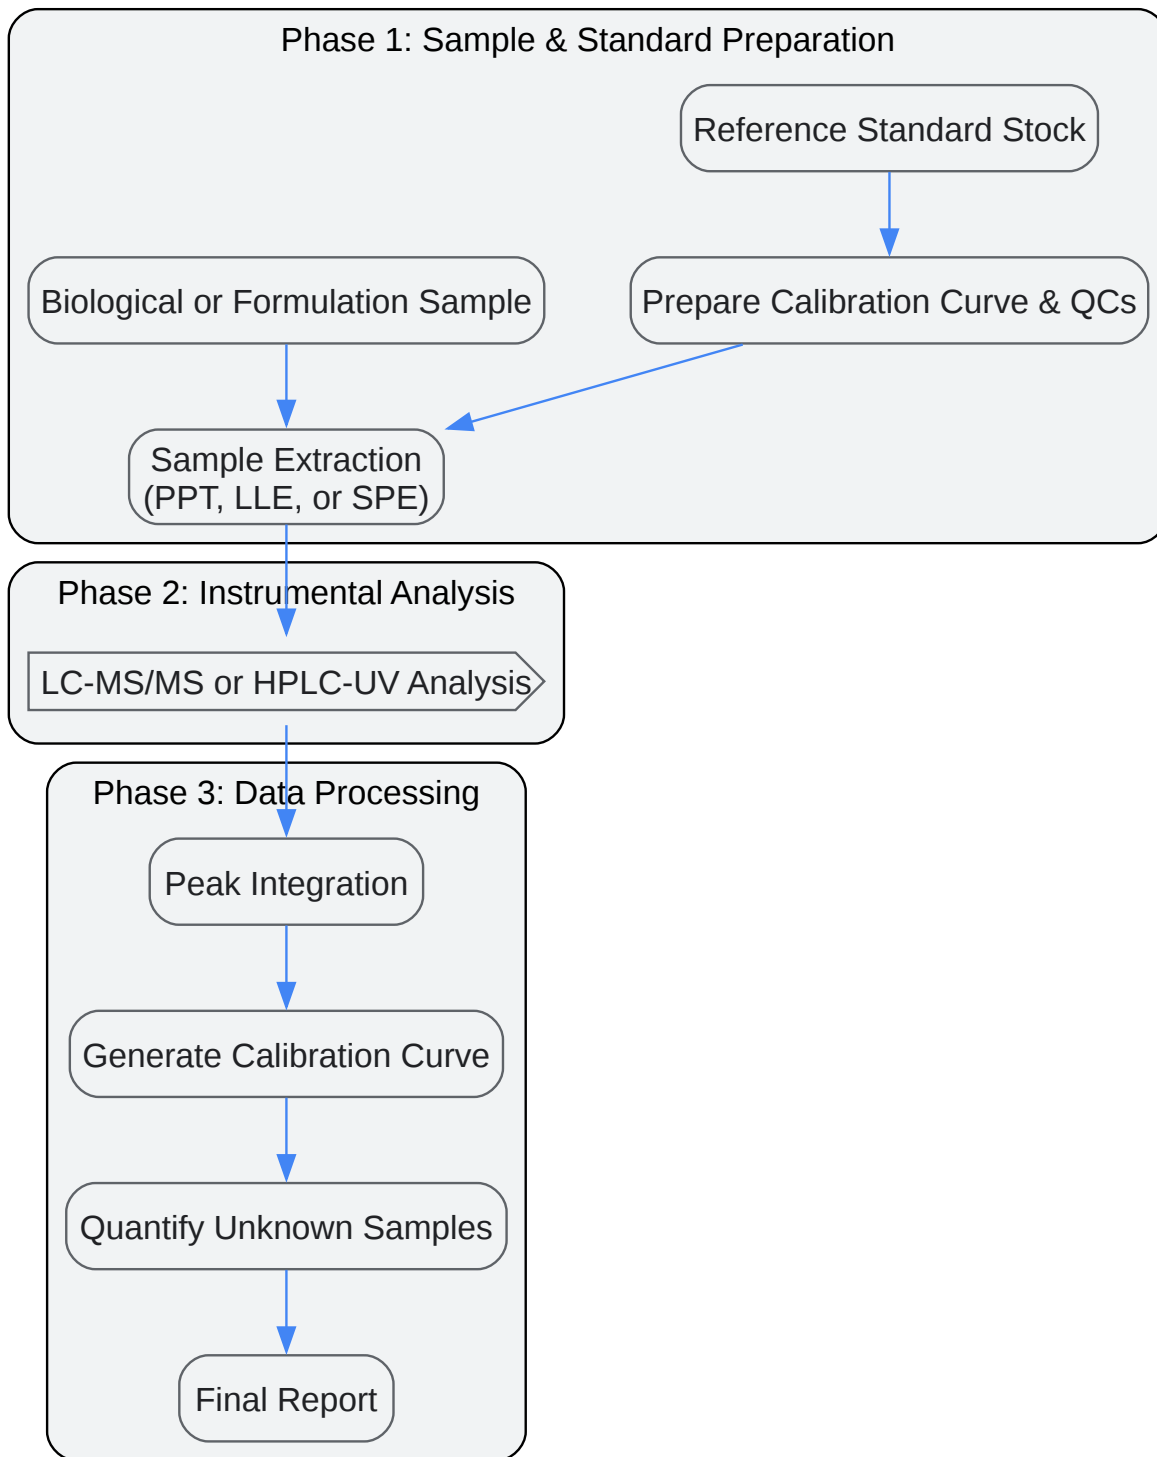 Phase 1: Sample & Standard Preparation
Reference Standard Stock
Biological or Formulation Sample
Prepare Calibration Curve & QCs
Sample Extraction
(PPT, LLE, or SPE)
Phase 2: Instrumental Analysis
LC-MS/MS or HPLC-UV Analysis
Phase 3: Data Processing
Peak Integration
Generate Calibration Curve
Quantify Unknown Samples
Final Report